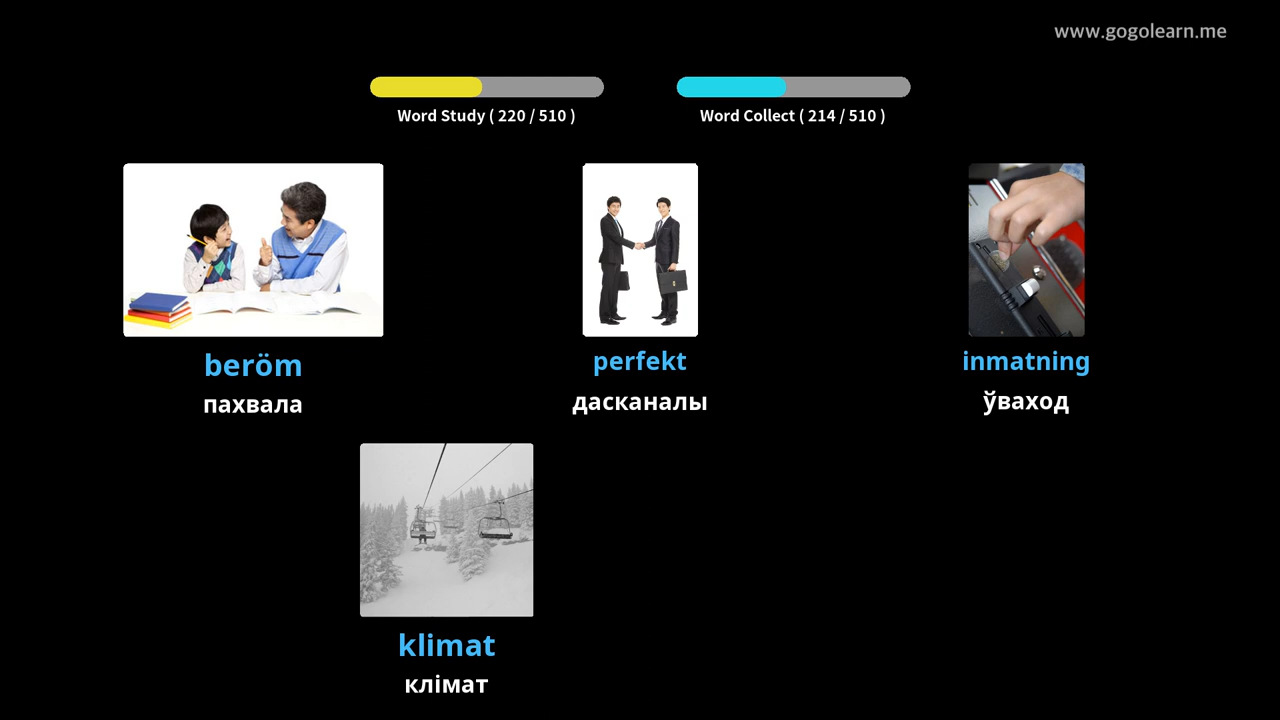 www.gogolearn.me
Word Study ( 220 / 510 )
Word Collect ( 214 / 510 )
beröm
пахвала
perfekt
дасканалы
inmatning
ўваход
klimat
клімат